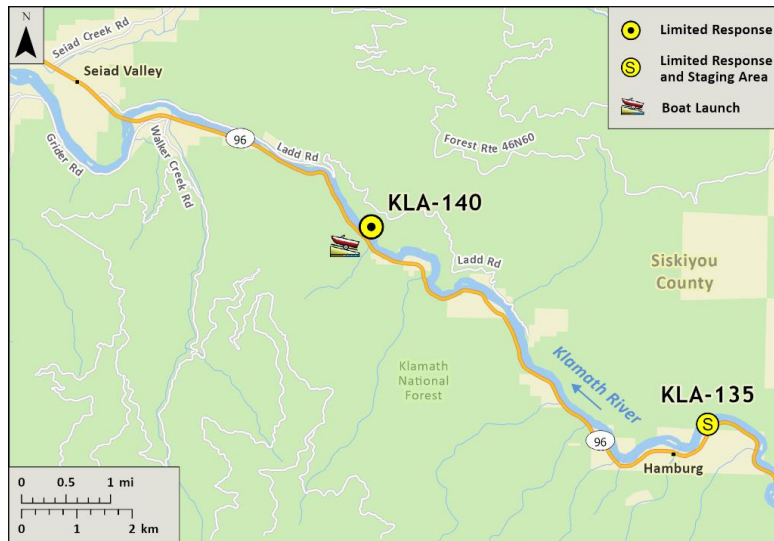 N
Seiad Creek Rd
Seiad Valley
Grider Rd
Walker Creek Rd
96
Ladd Rd
Forest Rte 46N60
KLA-140
Ladd Rd
Siskiyou
County
Klamath
National
Forest
Klamath River
KLA-135
S
96
Hamburg
Limited Response
S
Limited Response
and Staging Area
Boat Launch
0 0.5 1 mi
0 1 2 km